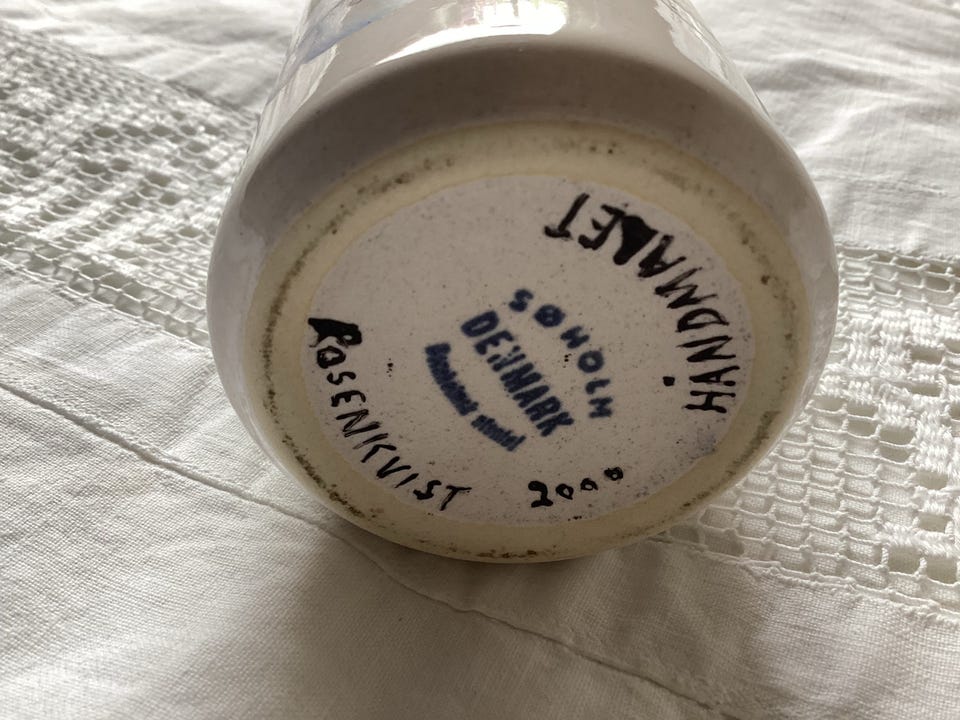 SØHOLM
DENMARK
HÅNDMALET
ROSENKVIST
2000